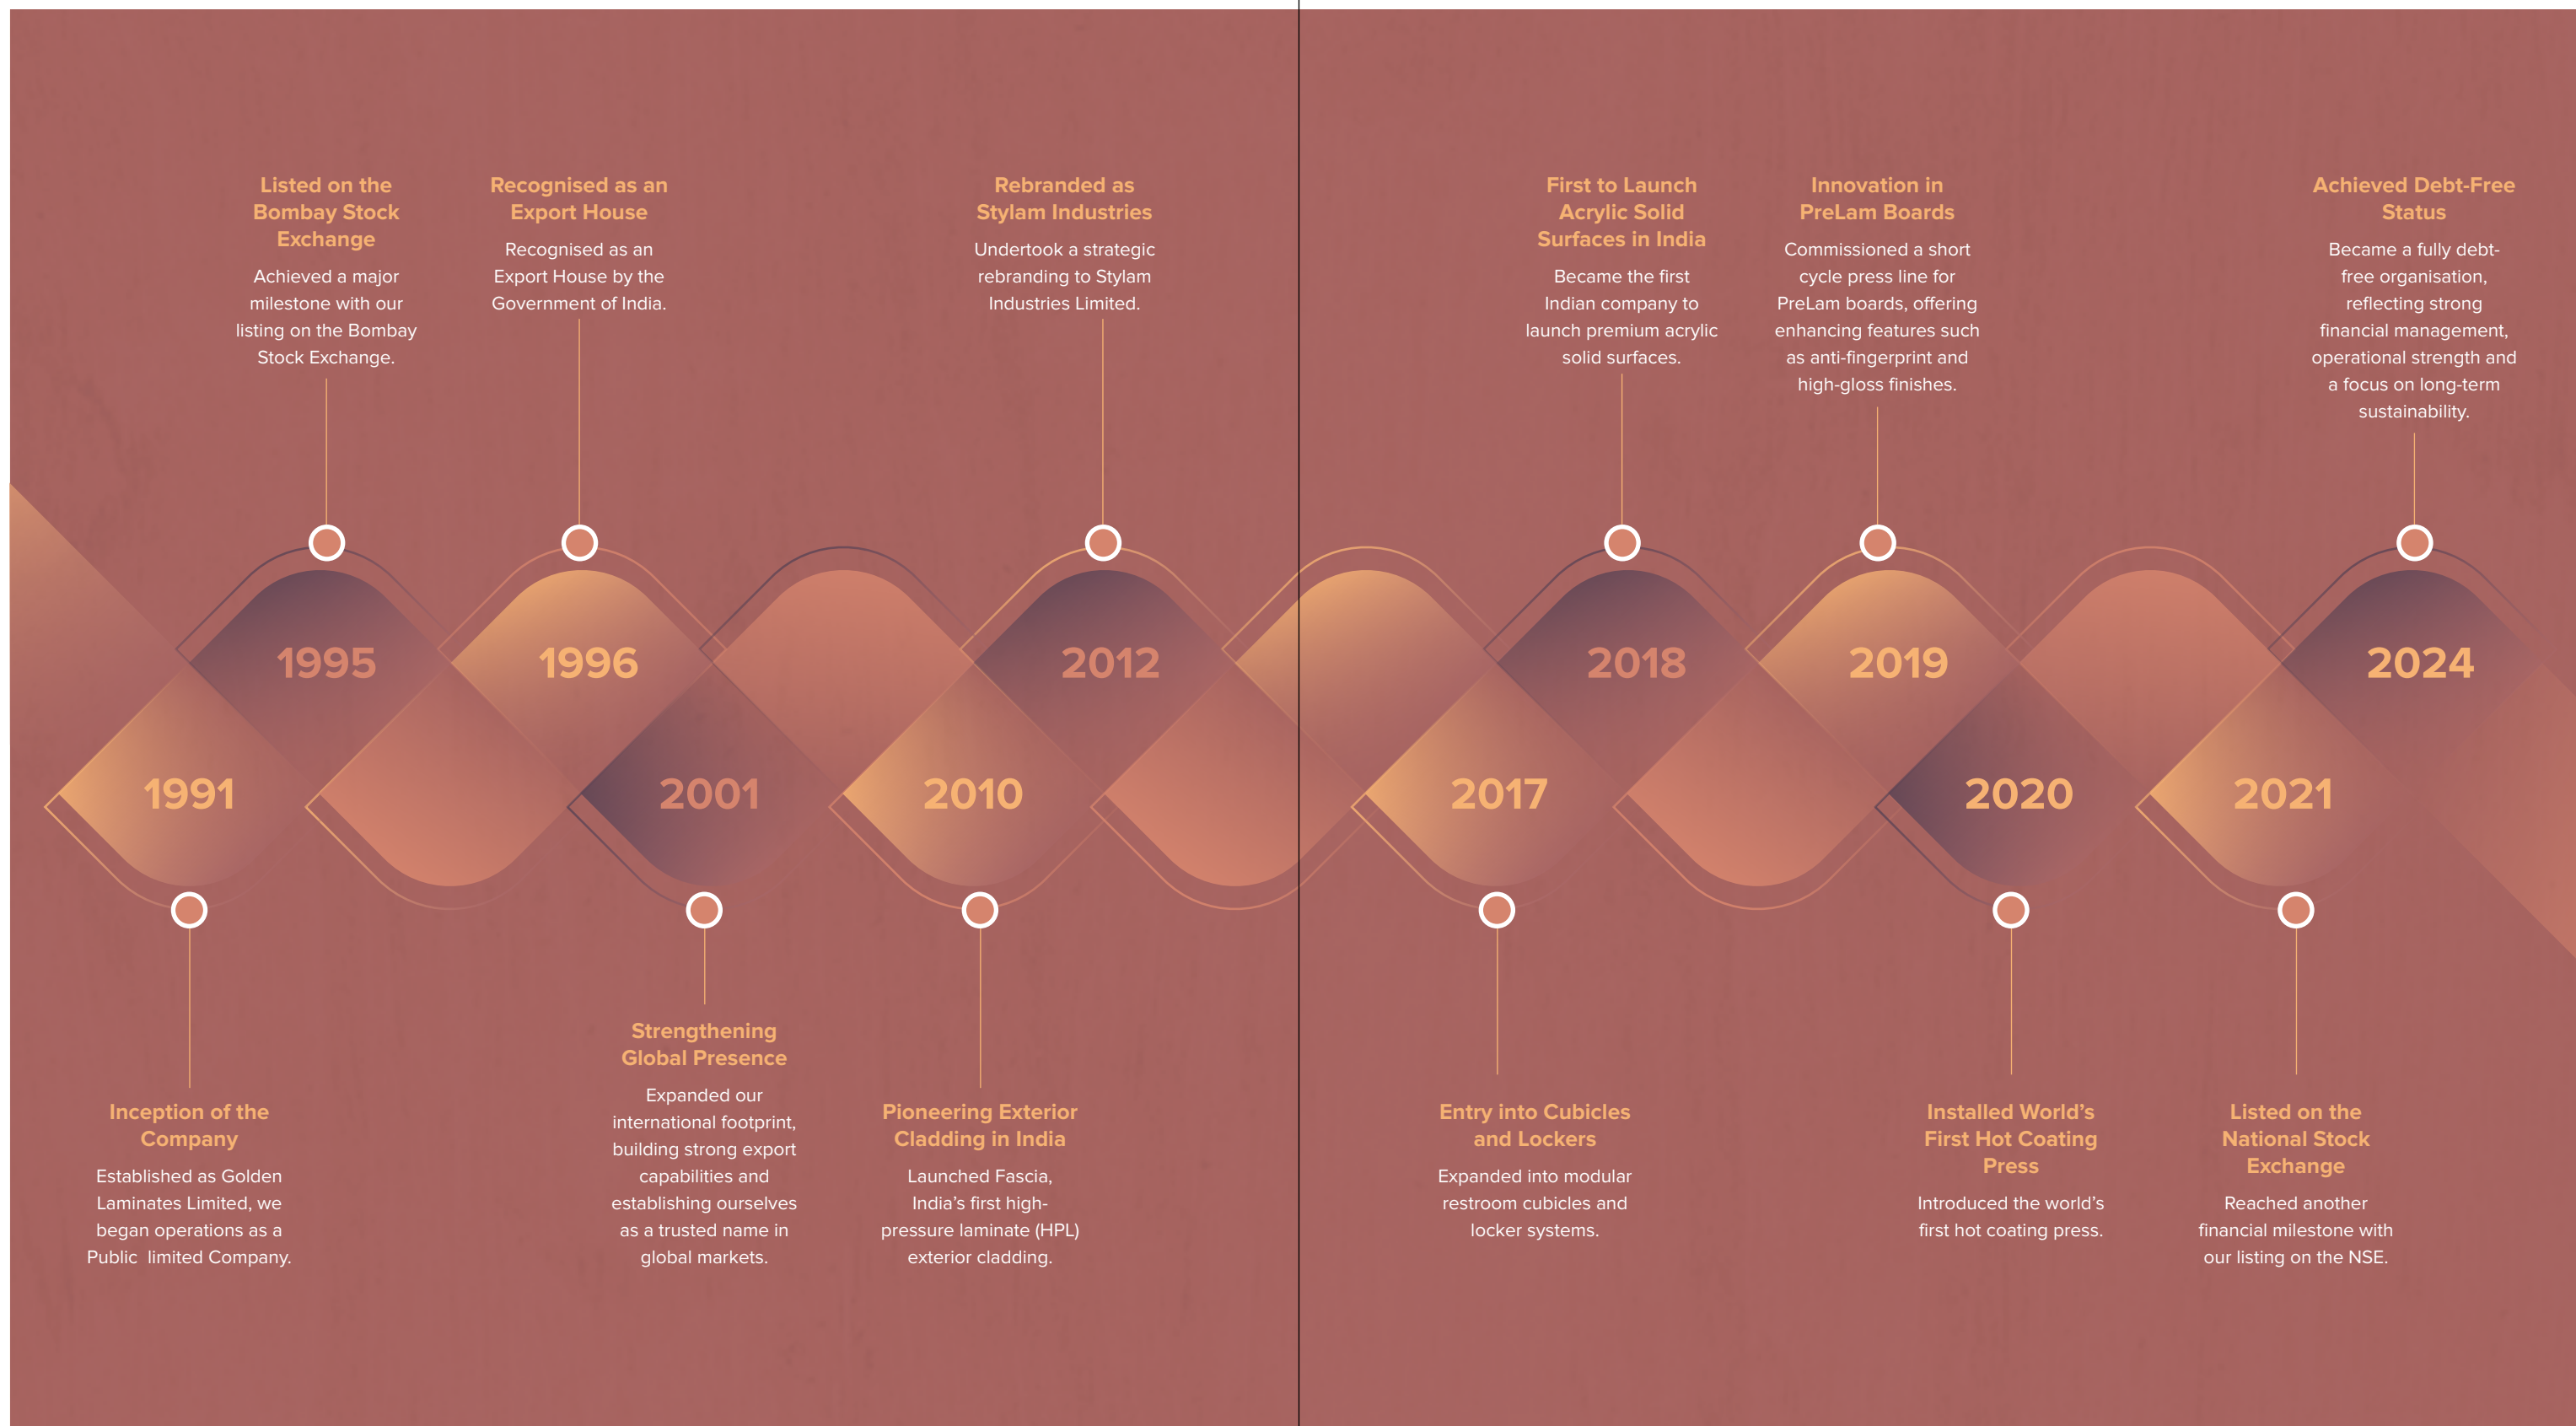 Listed on the
Bombay Stock
Exchange
Achieved a major
milestone with our
listing on the Bombay
Stock Exchange.
Recognised as an
Export House
Recognised as an
Export House by the
Government of India.
Rebranded as
Stylam Industries
Undertook a strategic
rebranding to Stylam
Industries Limited.
First to Launch
Acrylic Solid
Surfaces in India
Became the first
Indian company to
launch premium acrylic
solid surfaces.
Innovation in
PreLam Boards
Commissioned a short
cycle press line for
PreLam boards, offering
enhancing features such
as anti-fingerprint and
high-gloss finishes.
Achieved Debt-Free
Status
Became a fully debt-
free organisation,
reflecting strong
financial management,
operational strength and
a focus on long-term
sustainability.
1995
1996
2012
2018
2019
2024
1991
2001
2010
2017
2020
2021
Inception of the
Company
Established as Golden
Laminates Limited, we
began operations as a
Public  limited Company.
Strengthening
Global Presence
Expanded our
international footprint,
building strong export
capabilities and
establishing ourselves
as a trusted name in
global markets.
Pioneering Exterior
Cladding in India
Launched Fascia,
India’s first high-
pressure laminate (HPL)
exterior cladding.
Entry into Cubicles
and Lockers
Expanded into modular
restroom cubicles and
locker systems.
Installed World’s
First Hot Coating
Press
Introduced the world’s
first hot coating press.
Listed on the
National Stock
Exchange
Reached another
financial milestone with
our listing on the NSE.